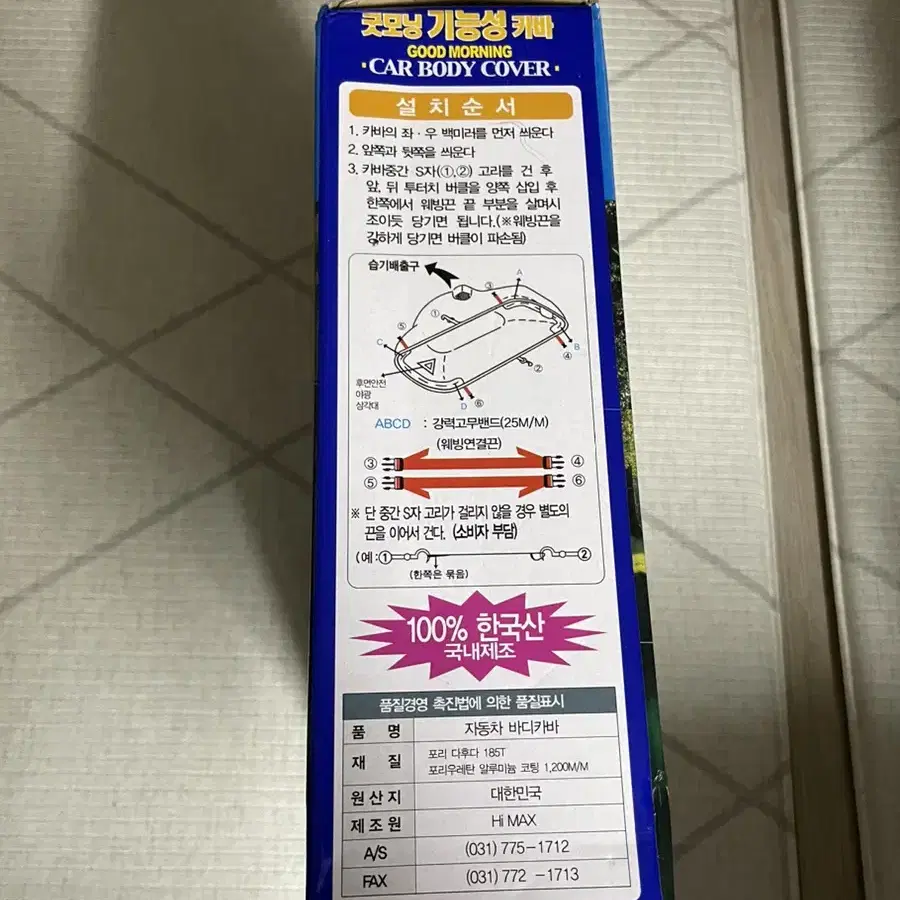 굿모닝 기능성 카바
GOOD MORNING
·CAR BODY COVER·
설치순서
1. 카바의 좌·우 백미러를 먼저 씌운다
2. 앞쪽과 뒷쪽을 씌운다
3. 카바중간 S자(①,②) 고리를 건 후
앞, 뒤 투터치 버클을 양쪽 삽입 후
한쪽에서 웨빙끈 끝 부분을 살며시
조이듯 당기면 됩니다.(※웨빙끈을
강하게 당기면 버클이 파손됨)
습기배출구
A
③
①
⑤
C
B
④
②
후면안전
야광
삼각대
D
⑥
ABCD : 강력고무밴드(25M/M)
(웨빙연결끈)
③ ④
⑤ ⑥
※ 단 중간 S자 고리가 걸리지 않을 경우 별도의
끈을 이어서 건다. (소비자 부담)
(예: ① ②)
(한쪽은 묶음)
100% 한국산
국내제조
품질경영 촉진법에 의한 품질표시
품 명 자동차 바디카바
재 질 포리 다후다 185T
포리우레탄 알루미늄 코팅 1,200M/M
원산지 대한민국
제조원 Hi MAX
A/S (031) 775-1712
FAX (031) 772 -1713